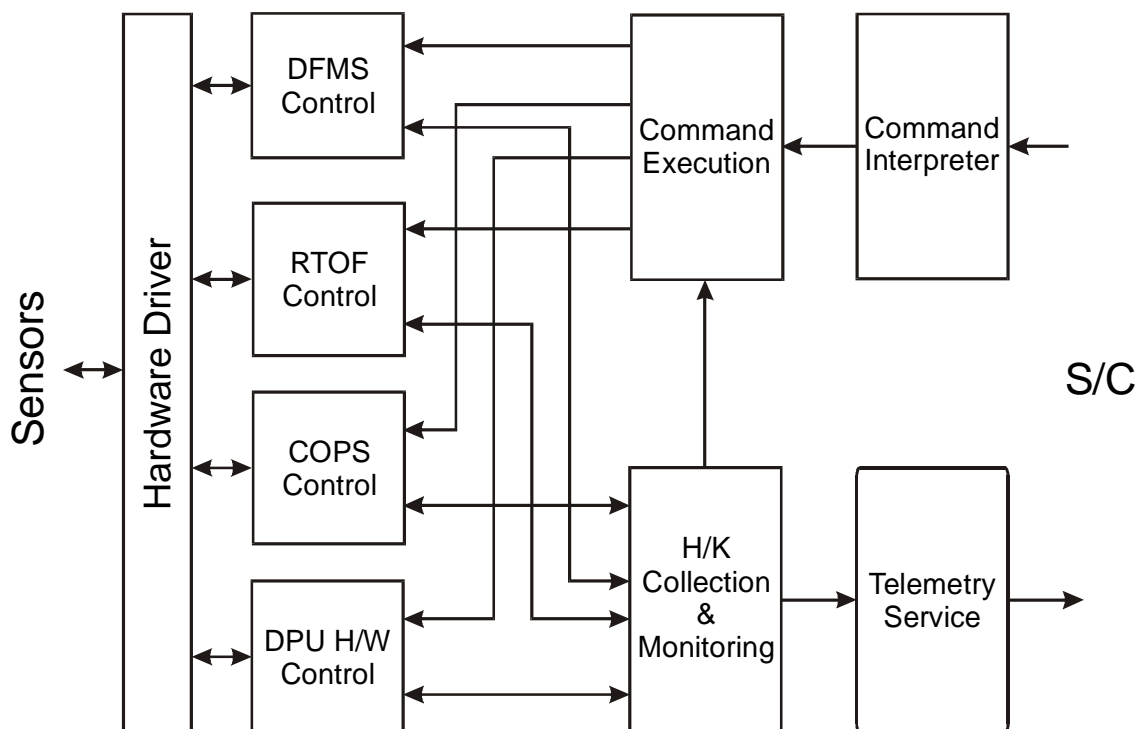 DFMS
Control
Command
Execution
Command
Interpreter
RTOF
Control
Sensors
Hardware Driver
S/C
COPS
Control
H/K
Collection
&
Monitoring
Telemetry
Service
DPU H/W
Control